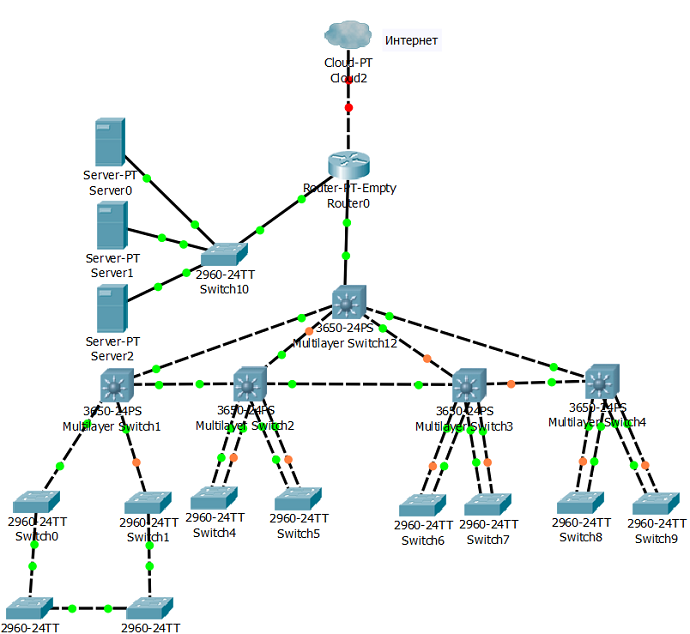 Интернет
Cloud-PT
Cloud2
Router-PT-Empty
Router0
Server-PT
Server0
Server-PT
Server1
Server-PT
Server2
2960-24TT
Switch10
3650-24PS
Multilayer Switch12
3650-24PS
Multilayer Switch1
3650-24PS
Multilayer Switch2
3650-24PS
Multilayer Switch3
3650-24PS
Multilayer Switch4
2960-24TT
Switch0
2960-24TT
Switch1
2960-24TT
Switch4
2960-24TT
Switch5
2960-24TT
Switch6
2960-24TT
Switch7
2960-24TT
Switch8
2960-24TT
Switch9
2960-24TT
2960-24TT